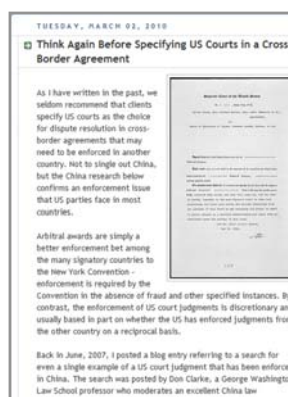 TUESDAY, MARCH 02, 2010
Think Again Before Specifying US Courts in a Cross
Border Agreement
As I have written in the past, we
seldom recommend that clients
specify US courts as the choice
for dispute resolution in cross-
border agreements that may
need to be enforced in another
country. Not to single out China,
but the China research below
confirms an enforcement issue
that US parties face in most
countries.
Arbitral awards are simply a
better enforcement bet among
the many signatory countries to
the New York Convention -
enforcement is required by the
Convention in the absence of fraud and other specified instances. By
contrast, the enforcement of US court judgments is discretionary an
usually based in part on whether the US has enforced judgments fro
the other country on a reciprocal basis.
Back in June, 2007, I posted a blog entry referring to a search for
even a single example of a US court judgment that has been enforce
in China. The search was posted by Don Clarke, a George Washingto
Law School professor who moderates an excellent China law